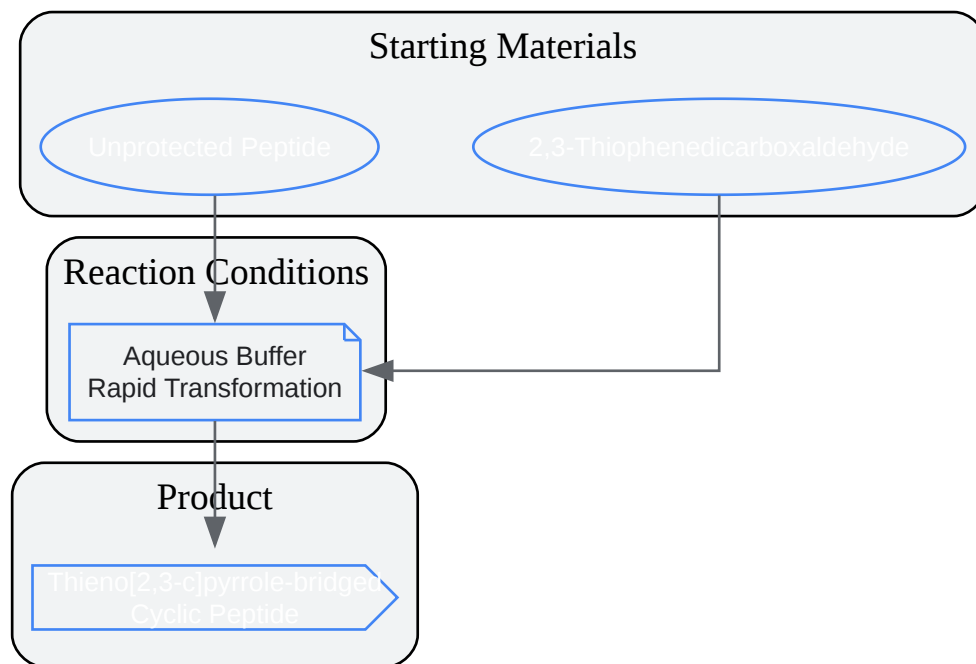 Starting Materials
Unprotected Peptide
2,3-Thiophenedicarboxaldehyde
Reaction Conditions
Aqueous Buffer
Rapid Transformation
Product
Thieno[2,3-c]pyrrole-bridged
Cyclic Peptide